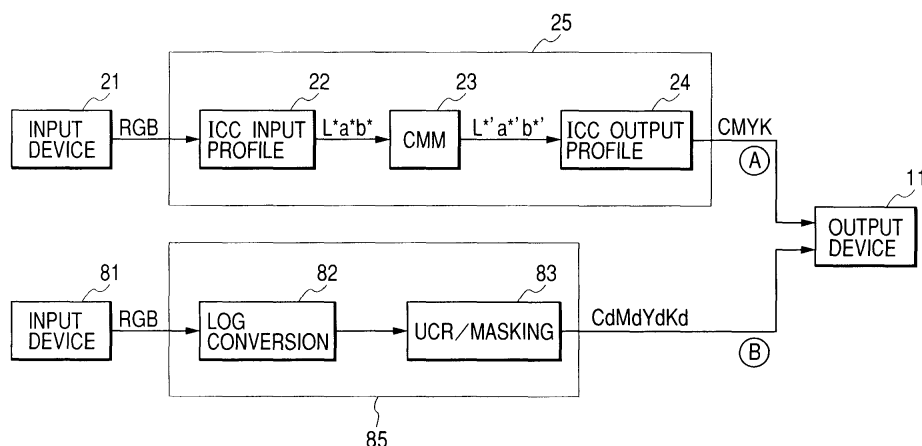 25
21
INPUT
DEVICE
RGB
22
ICC INPUT
PROFILE
L*a*b*
23
CMM
L*'a*'b*'
24
ICC OUTPUT
PROFILE
CMYK
A
11
OUTPUT
DEVICE
81
INPUT
DEVICE
RGB
82
LOG
CONVERSION
83
UCR/MASKING
CdMdYdKd
B
85